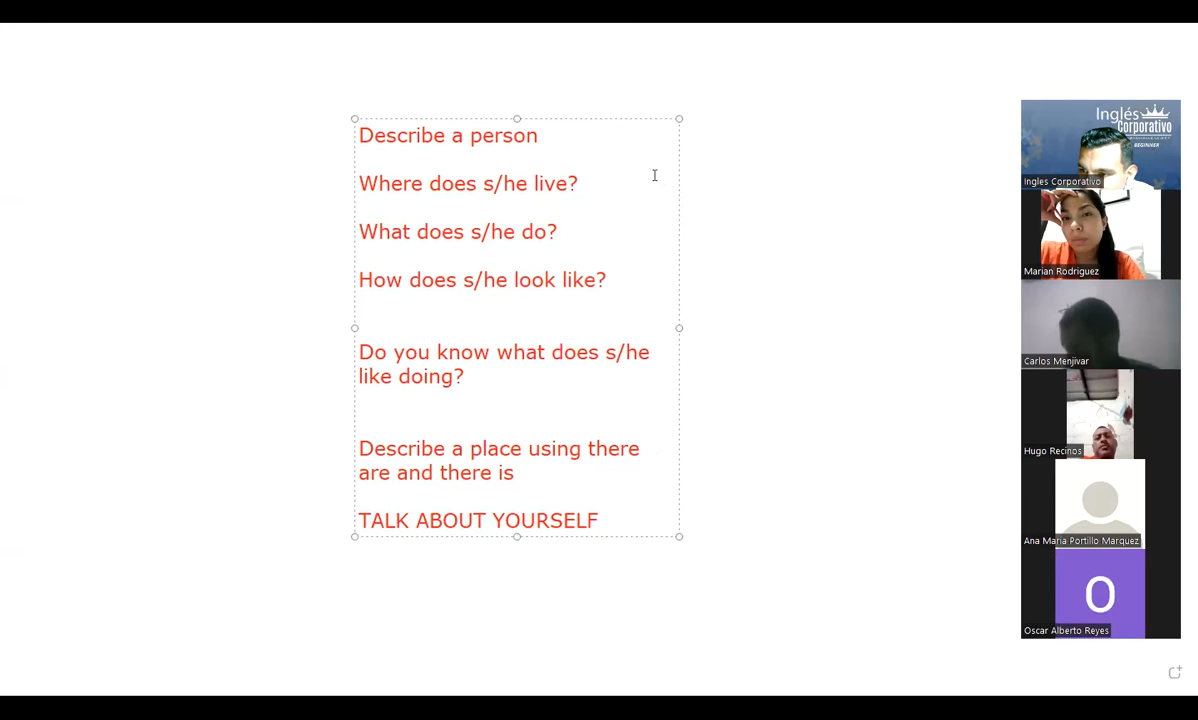 Describe a person
Where does s/he live?
What does s/he do?
How does s/he look like?
Do you know what does s/he
like doing?
Describe a place using there
are and there is
TALK ABOUT YOURSELF
Inglés
Corporativo
BEGINNER
Ingles Corporativo
Marian Rodriguez
Carlos Menjivar
Hugo Recinos
Ana Maria Portillo Marquez
O
Oscar Alberto Reyes